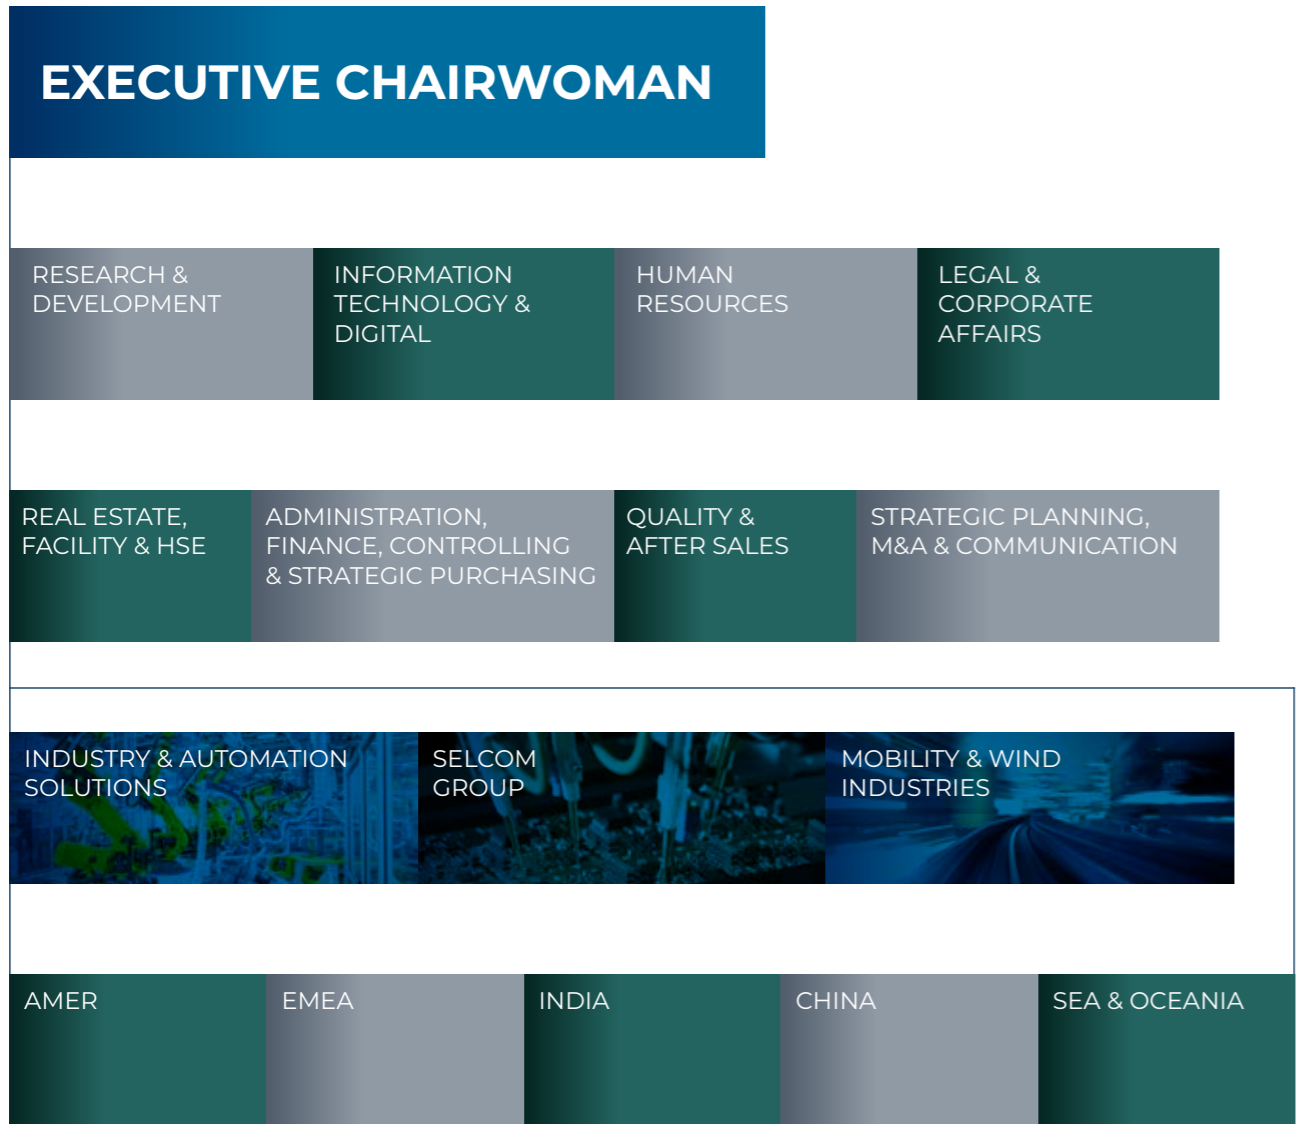 EXECUTIVE CHAIRWOMAN
RESEARCH &
DEVELOPMENT
INFORMATION
TECHNOLOGY &
DIGITAL
HUMAN
RESOURCES
LEGAL &
CORPORATE
AFFAIRS
REAL ESTATE,
FACILITY & HSE
ADMINISTRATION,
FINANCE, CONTROLLING
& STRATEGIC PURCHASING
QUALITY &
AFTER SALES
STRATEGIC PLANNING,
M&A & COMMUNICATION
INDUSTRY & AUTOMATION
SOLUTIONS
SELCOM
GROUP
MOBILITY & WIND
INDUSTRIES
AMER
EMEA
INDIA
CHINA
SEA & OCEANIA